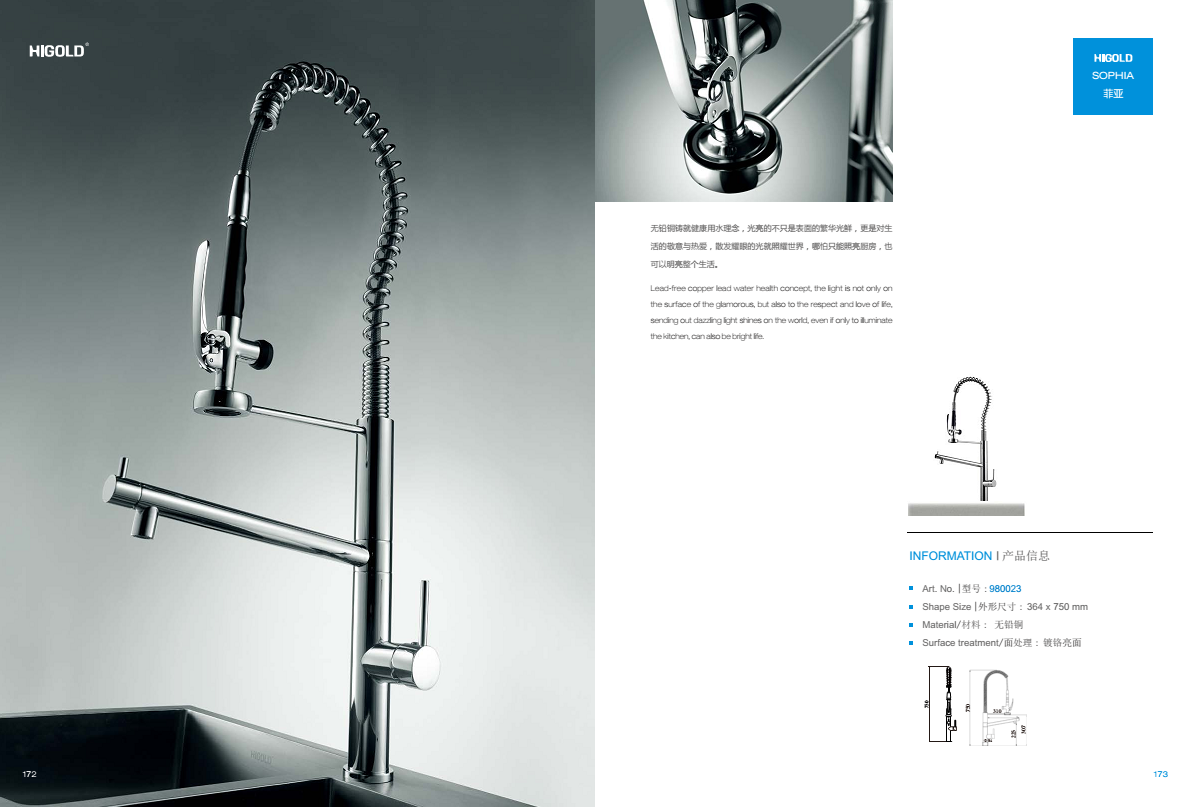 HIGOLD®
HIGOLD
SOPHIA
菲亚
无铅铜铸就健康用水理念，光亮的不只是表面的繁华光鲜，更是对生
活的敬意与热爱，散发耀眼的光就照耀世界，哪怕只能照亮厨房，也
可以明亮整个生活。
Lead-free copper lead water health concept, the light is not only on
the surface of the glamorous, but also to the respect and love of life,
sending out dazzling light shines on the world, even if only to illuminate
the kitchen, can also be bright life.
INFORMATION | 产品信息
Art. No. |型号 : 980023
Shape Size |外形尺寸 : 364 x 750 mm
Material/材料 : 无铅铜
Surface treatment/面处理 : 镀铬亮面
750
750
310
225
307
HIGOLD
172
173